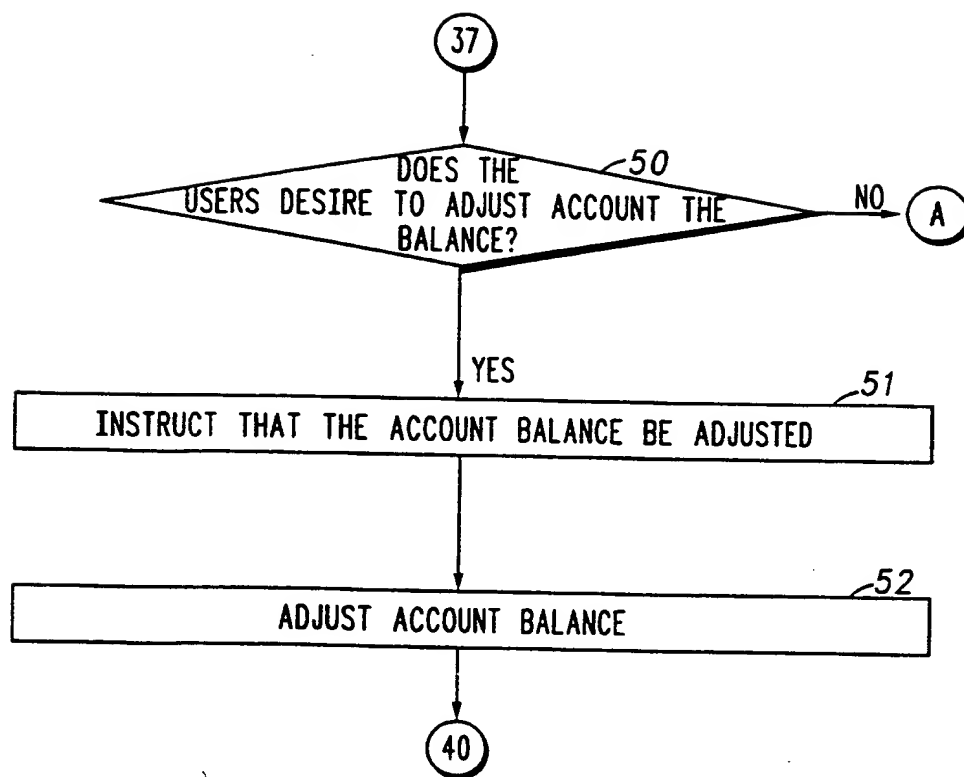 37
50
DOES THE
USERS DESIRE TO ADJUST ACCOUNT THE
BALANCE?
NO
A
YES
51
INSTRUCT THAT THE ACCOUNT BALANCE BE ADJUSTED
52
ADJUST ACCOUNT BALANCE
40